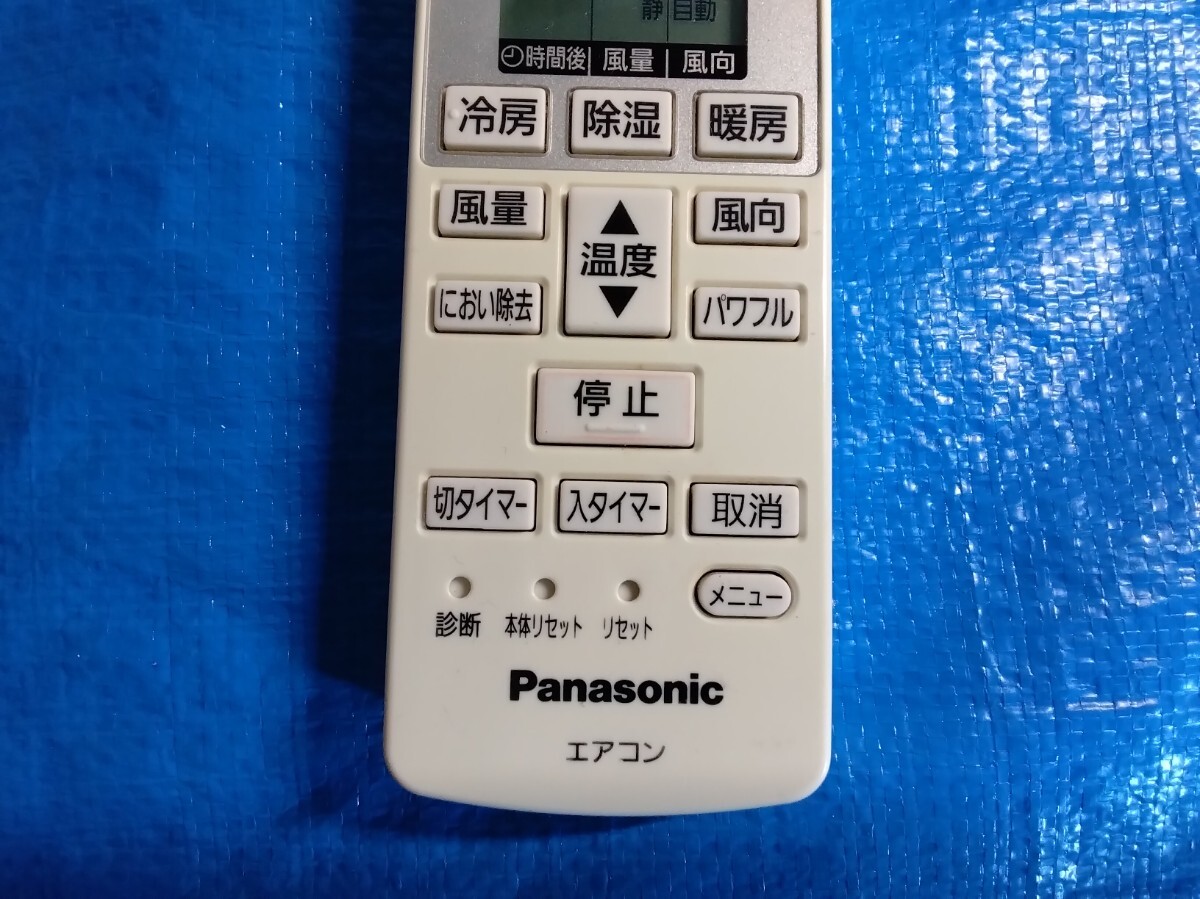 静 自動
時間後 風量 風向
冷房 除湿 暖房
風量 ▲ 風向
温度
におい除去 ▼ パワフル
停止
切タイマー 入タイマー 取消
メニュー
診断 本体リセット リセット
Panasonic
エアコン